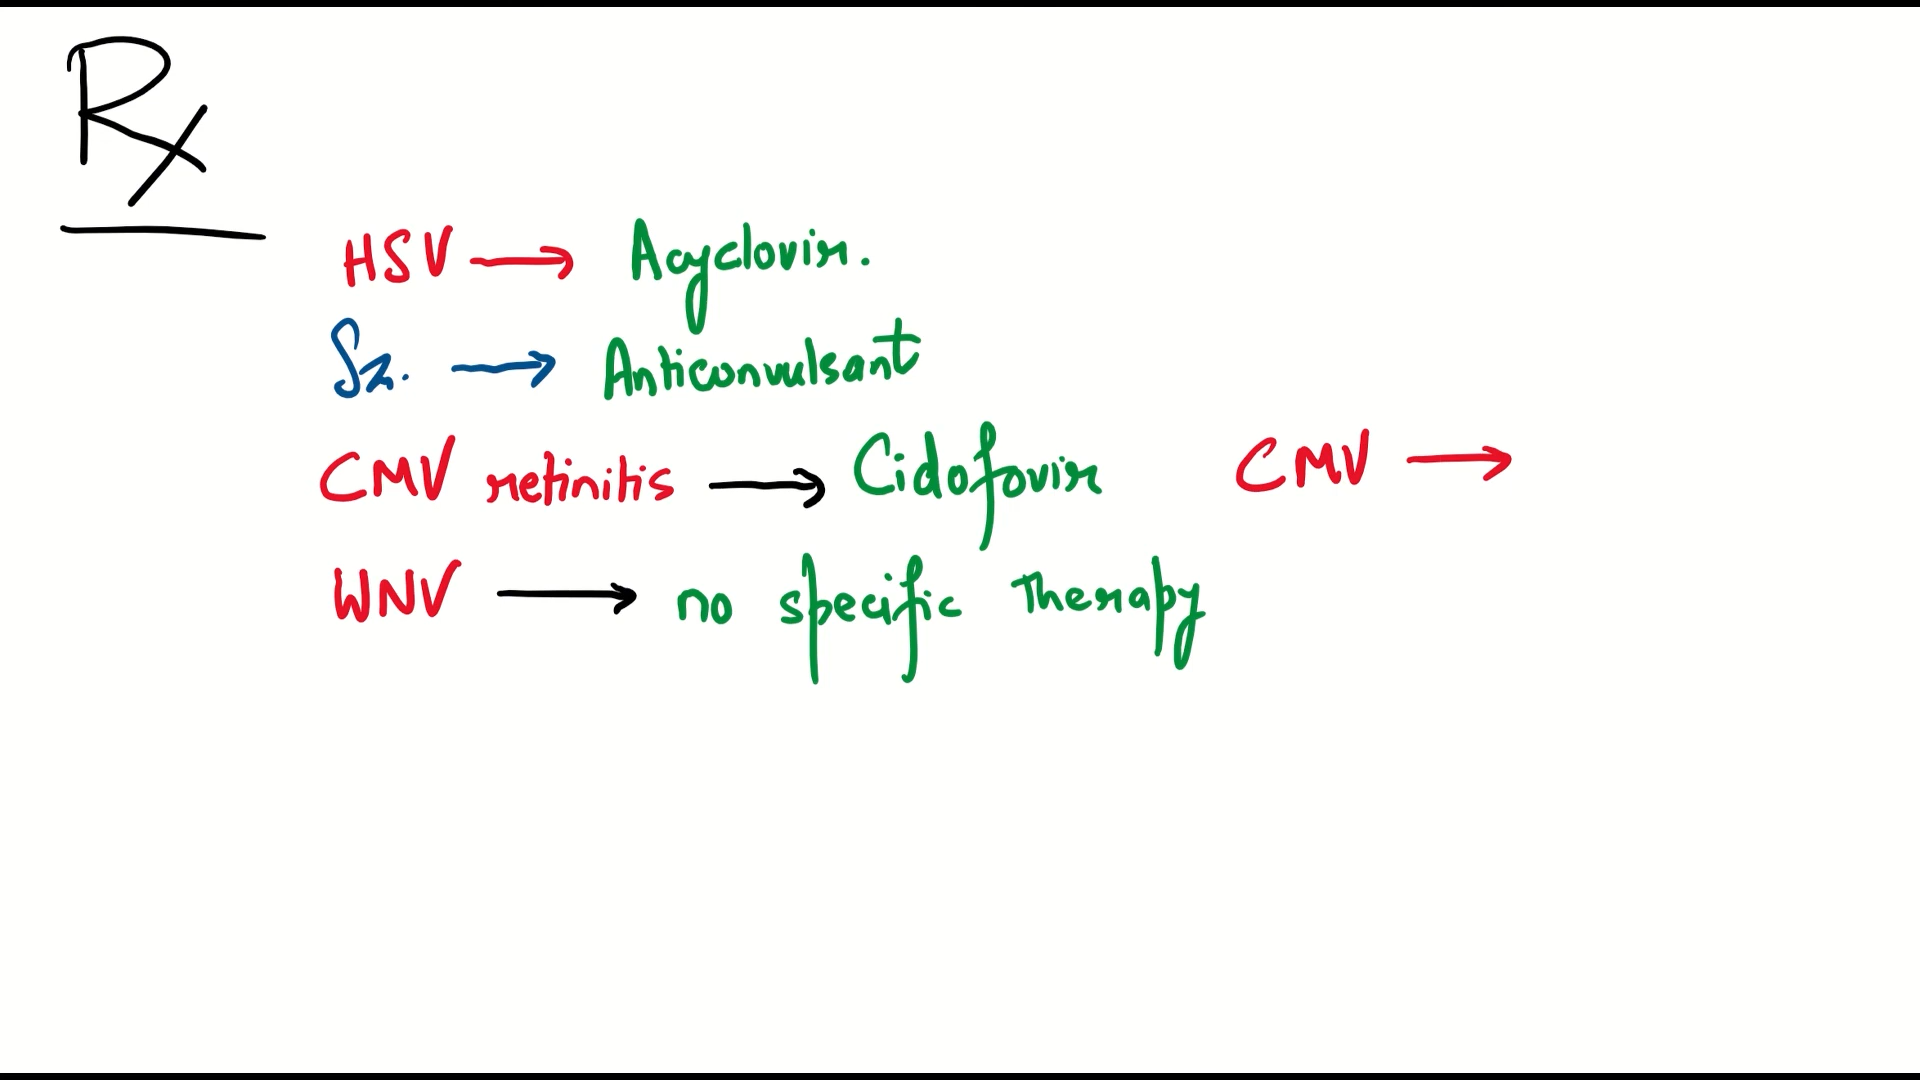 Rx
HSV → Acyclovir.
Sz. → Anticonvulsant
CMV retinitis → Cidofovir CMV →
WNV → no specific Therapy